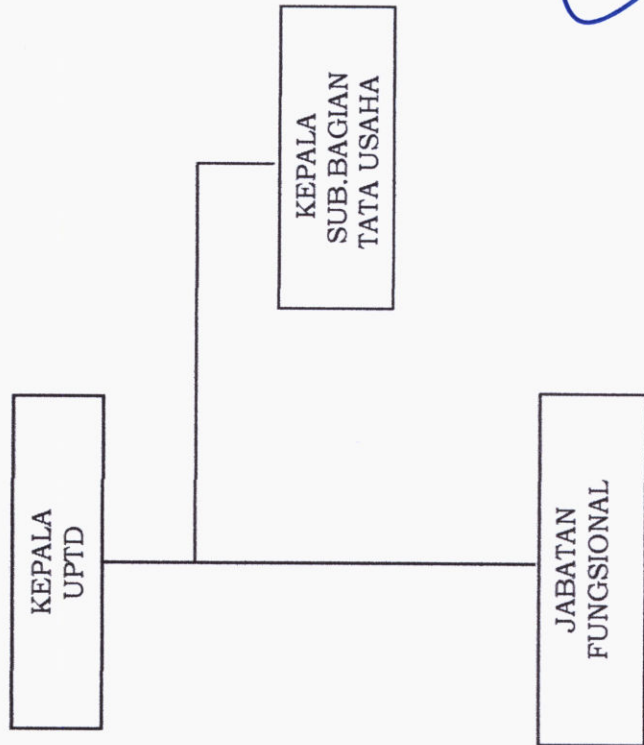 KEPALA
UPTD
KEPALA
SUB.BAGIAN
TATA USAHA
JABATAN
FUNGSIONAL